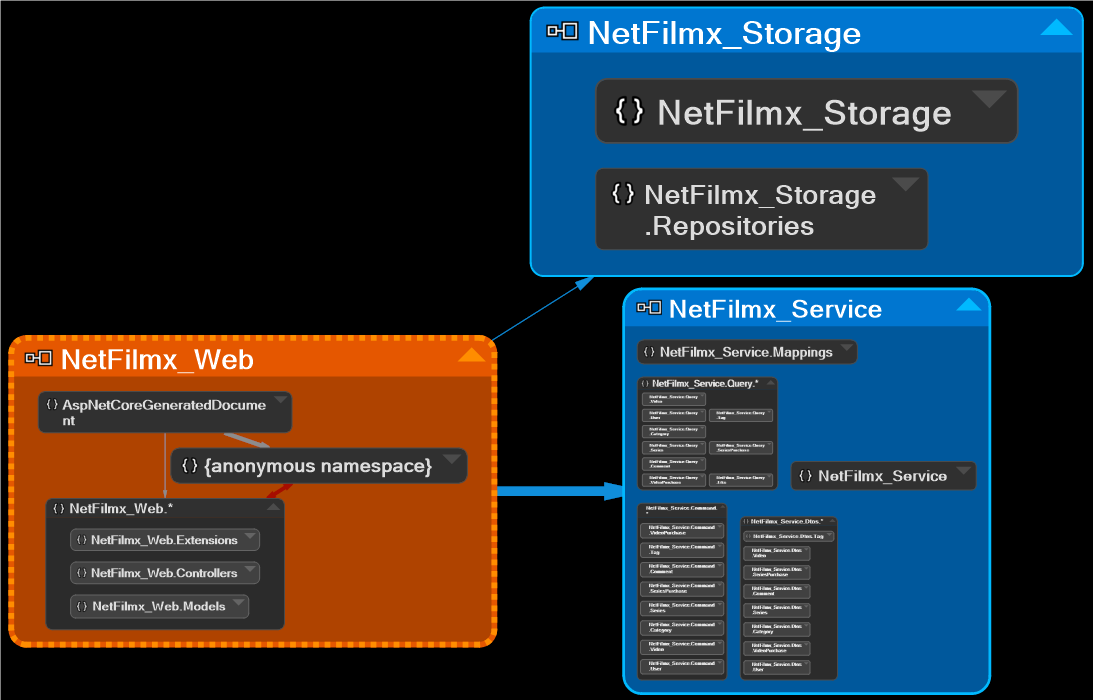 NetFilmx_Storage
{} NetFilmx_Storage
{} NetFilmx_Storage
.Repositories
NetFilmx_Service
{} NetFilmx_Service.Mappings
{} NetFilmx_Service.Query.*
NetFilmx_Service.Query
.Video
NetFilmx_Service.Query
.User
NetFilmx_Service.Query
.Tag
NetFilmx_Service.Query
.Category
NetFilmx_Service.Query
.Series
NetFilmx_Service.Query
.SeriesPurchase
NetFilmx_Service.Query
.Comment
NetFilmx_Service.Query
.VideoPurchase
NetFilmx_Service.Query
{} NetFilmx_Service
NetFilmx_Service.Command.
*
NetFilmx_Service.Command
.VideoPurchase
NetFilmx_Service.Command
.Tag
NetFilmx_Service.Command
.Comment
NetFilmx_Service.Command
.SeriesPurchase
NetFilmx_Service.Command
.Series
NetFilmx_Service.Command
.Category
NetFilmx_Service.Command
.Video
NetFilmx_Service.Command
.User
{} NetFilmx_Service.Dtos.*
{} NetFilmx_Service.Dtos.Tag
NetFilmx_Service.Dtos
.Video
NetFilmx_Service.Dtos
.SeriesPurchase
NetFilmx_Service.Dtos
.Comment
NetFilmx_Service.Dtos
.Series
NetFilmx_Service.Dtos
.Category
NetFilmx_Service.Dtos
.VideoPurchase
NetFilmx_Service.Dtos
.User
NetFilmx_Web
{} AspNetCoreGeneratedDocume
nt
{} {anonymous namespace}
{} NetFilmx_Web.*
{} NetFilmx_Web.Extensions
{} NetFilmx_Web.Controllers
{} NetFilmx_Web.Models